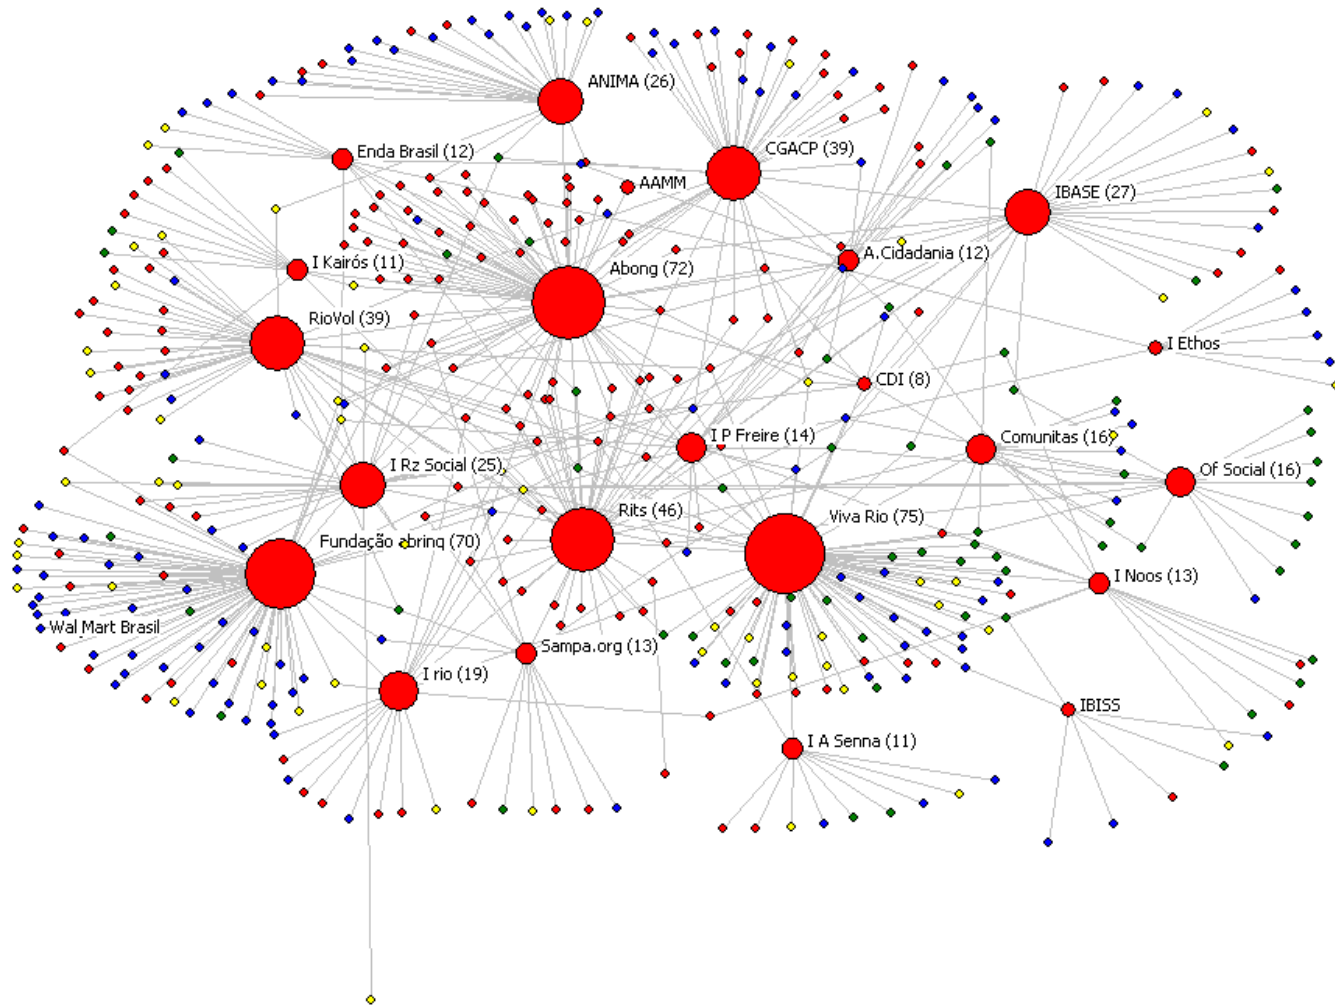 ANIMA (26)
CGACP (39)
Enda Brasil (12)
AAMM
IBASE (27)
I Kairós (11)
Abong (72)
A.Cidadania (12)
RioVol (39)
I Ethos
CDI (8)
I P Freire (14)
Comunitas (16)
I Rz Social (25)
Of Social (16)
Rits (46)
Viva Rio (75)
Fundação abrinq (70)
I Noos (13)
Wal Mart Brasil
Sampa.org (13)
I rio (19)
IBISS
I A Senna (11)